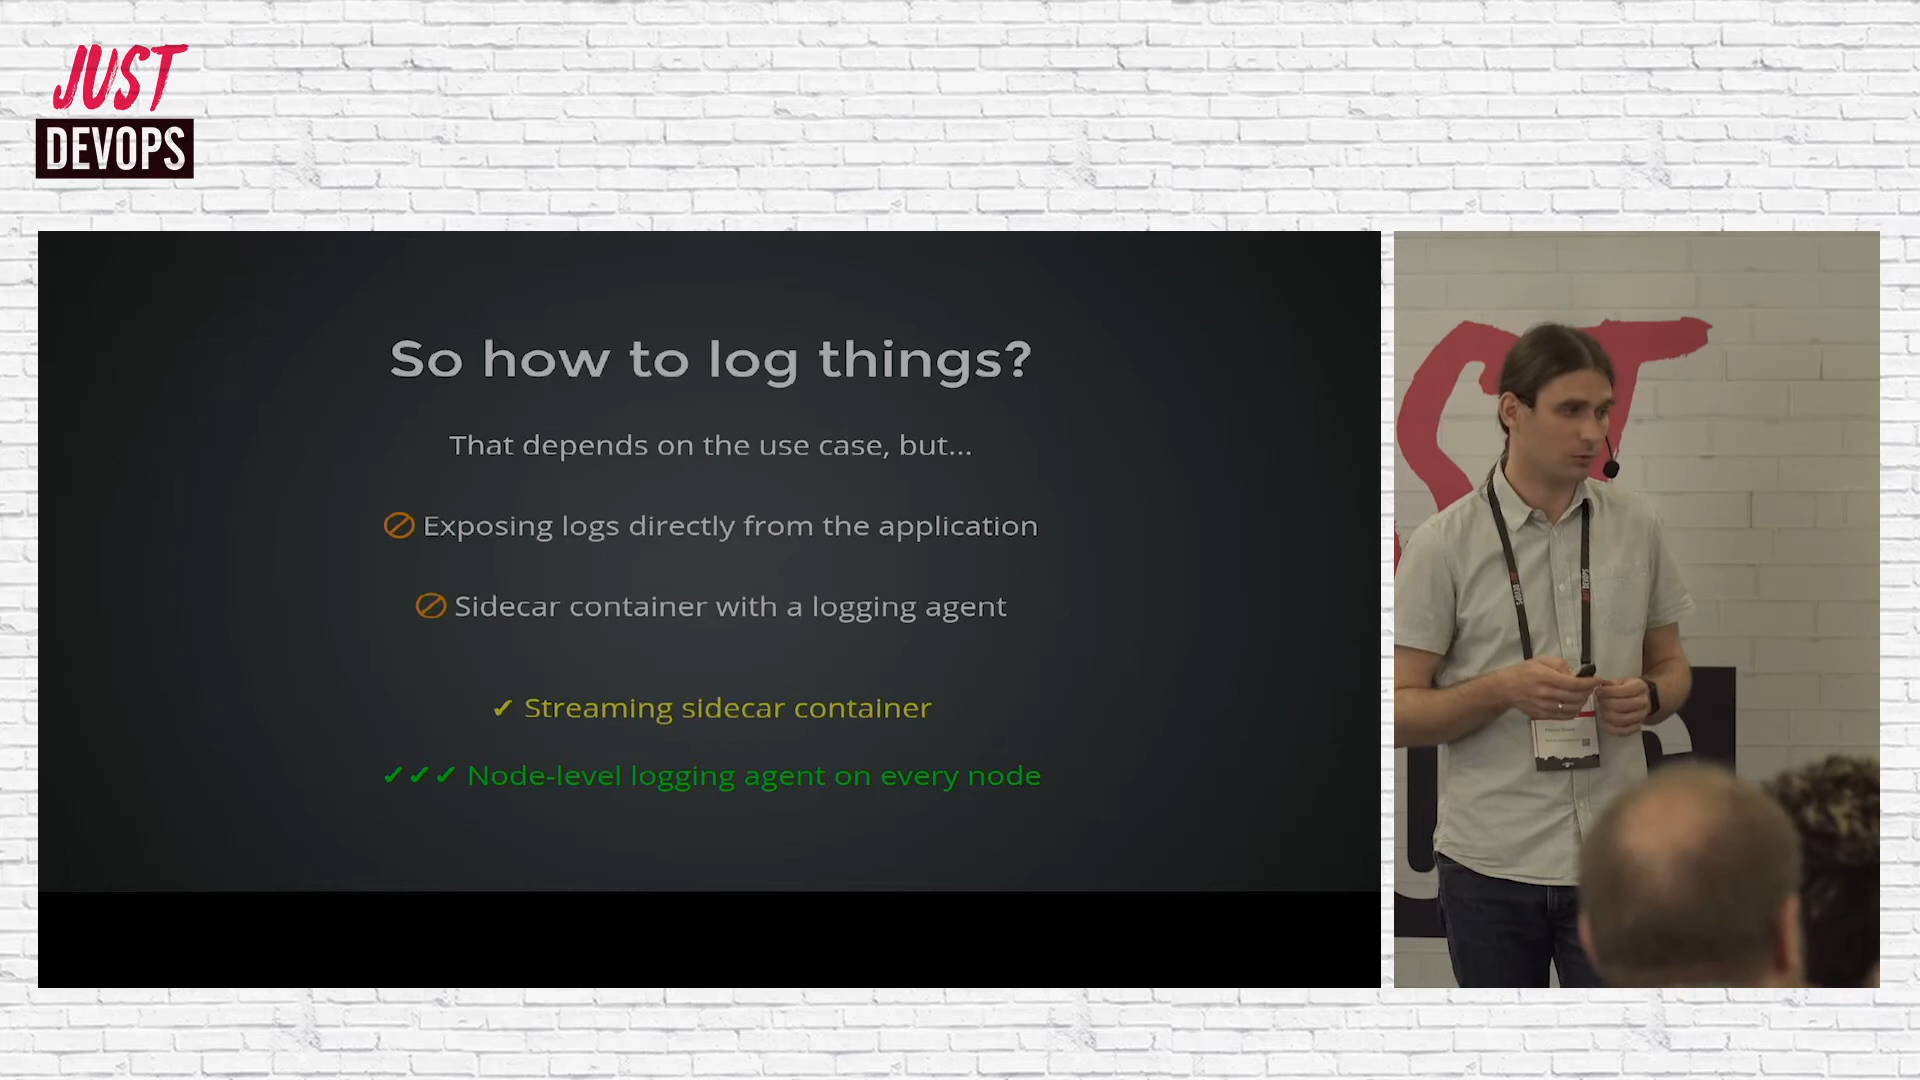 JUST
DEVOPS
So how to log things?
That depends on the use case, but...
Exposing logs directly from the application
Sidecar container with a logging agent
✔ Streaming sidecar container
✔✔✔ Node-level logging agent on every node